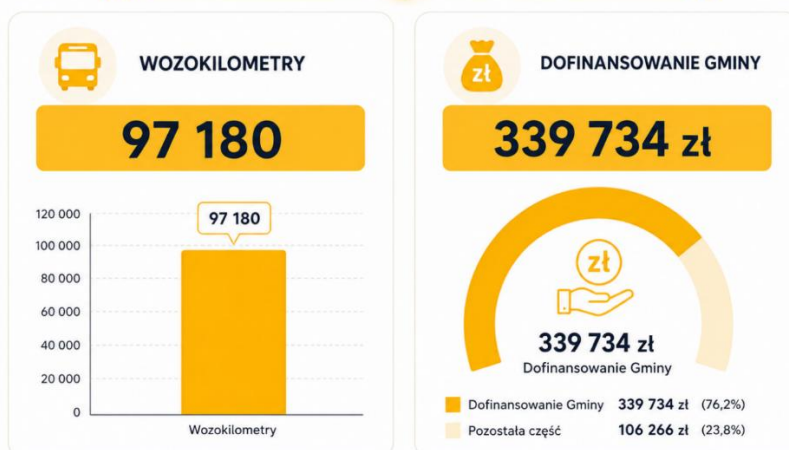 WOZOKILOMETRY
97 180
120 000
97 180
100 000
80 000
60 000
40 000
20 000
0
Wozokilometry
zł
DOFINANSOWANIE GMINY
339 734 zł
zł
339 734 zł
Dofinansowanie Gminy
Dofinansowanie Gminy 339 734 zł (76,2%)
Pozostała część 106 266 zł (23,8%)